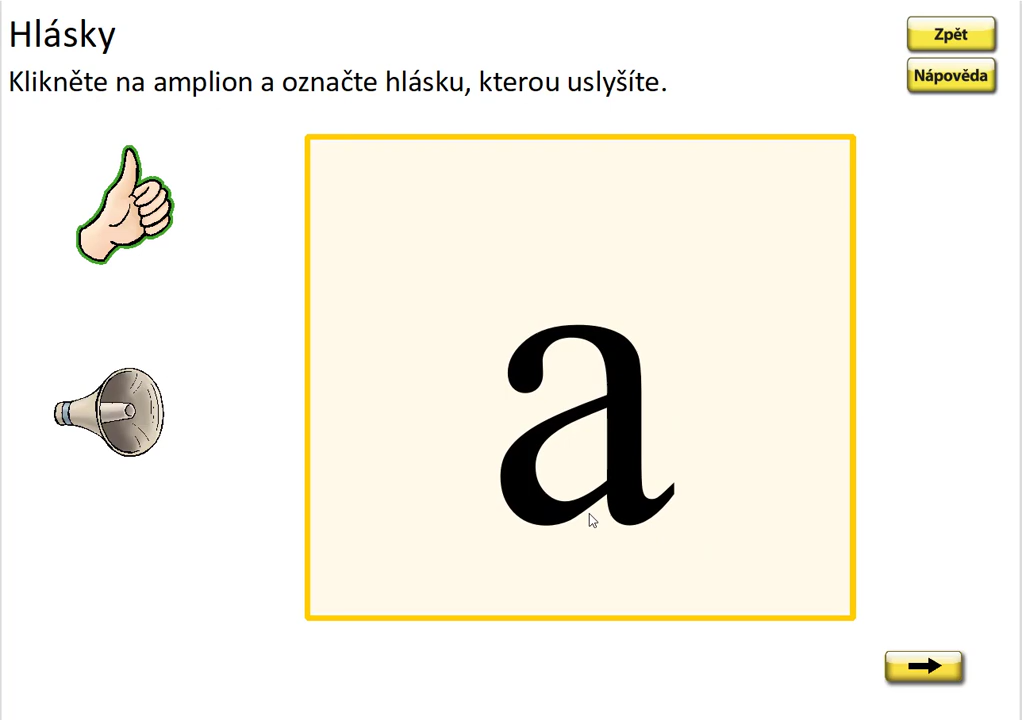 Hlásky
Zpět
Klikněte na amplion a označte hlásku, kterou uslyšíte.
Nápověda
a